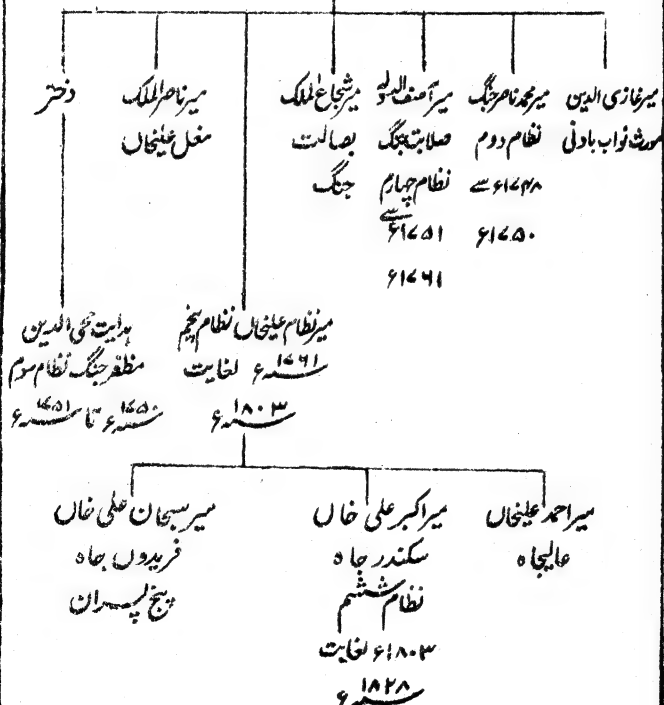 میر غازی الدین
مورث نواب باؤنی
میر محمد ناصر جنگ
نظام دوم
۱۷۴۸ء سے
۱۷۵۰ء
میر آصف الدولہ
صلابت جنگ
نظام چہارم
۱۷۵۱ء سے
۱۷۶۱ء
میر شجاع الملک
بصالت
جنگ
میر ناصر الملک
مغل علیخاں
دختر
میر نظام علیخاں نظام پنجم
۱۷۶۱ء لغایت
۱۸۰۳ء
ہدایت محی الدین
مظفر جنگ نظام سوم
۱۷۵۰ء تا ۱۷۵۱ء
میر احمد علیخاں
عالیجاہ
میر اکبر علی خاں
سکندر جاہ
نظام ششم
۱۸۰۳ء لغایت
۱۸۲۸ء
میر سبحان علی خاں
فریدوں جاہ
پنج پسران